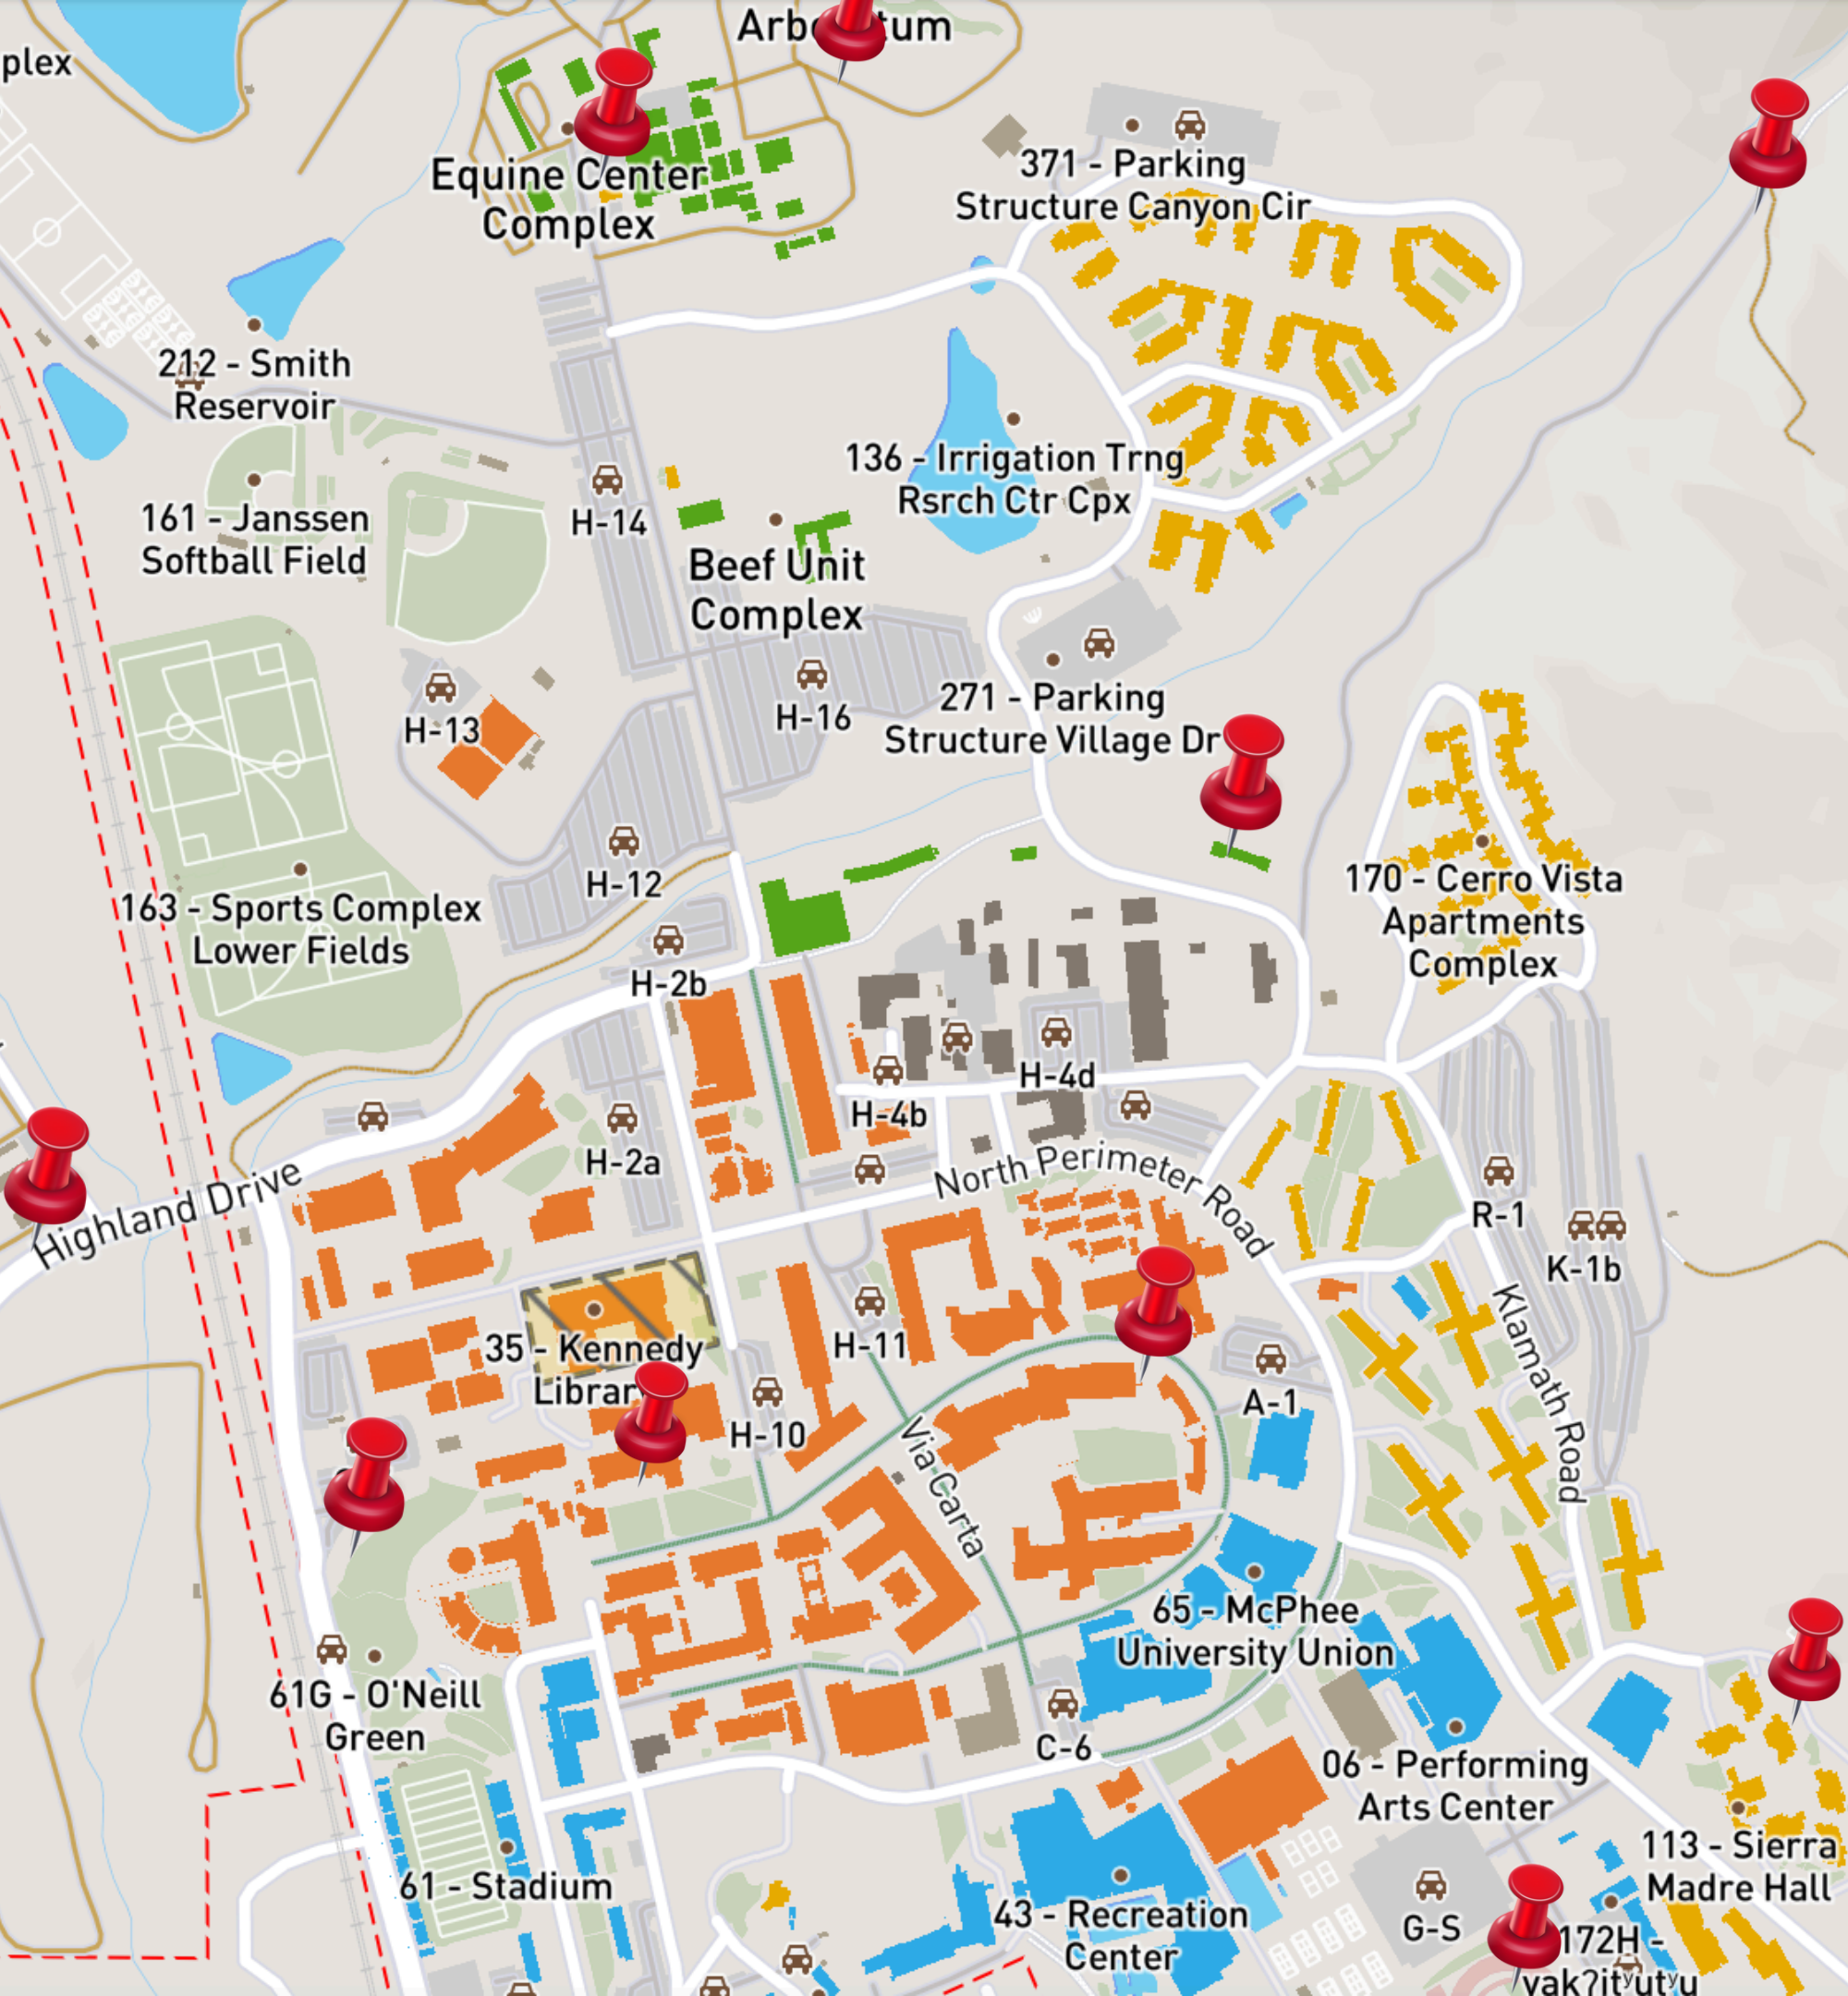 plex
Equine Center
Complex
371 - Parking
Structure Canyon Cir
212 - Smith
Reservoir
136 - Irrigation Trng
Rsrch Ctr Cpx
161 - Janssen
Softball Field
H-14
Beef Unit
Complex
H-13
H-16
271 - Parking
Structure Village Dr
H-12
163 - Sports Complex
Lower Fields
170 - Cerro Vista
Apartments
Complex
H-2b
H-4d
H-4b
H-2a
Highland Drive
North Perimeter Road
R-1
K-1b
35 - Kennedy
H-11
H-10
A-1
Via Carta
Klamath Road
65 - McPhee
University Union
61G - O'Neill
Green
C-6
06 - Performing
Arts Center
61 - Stadium
113 - Sierra
Madre Hall
43 - Recreation
Center
G-S
172H -
yakʔitʸutʸu